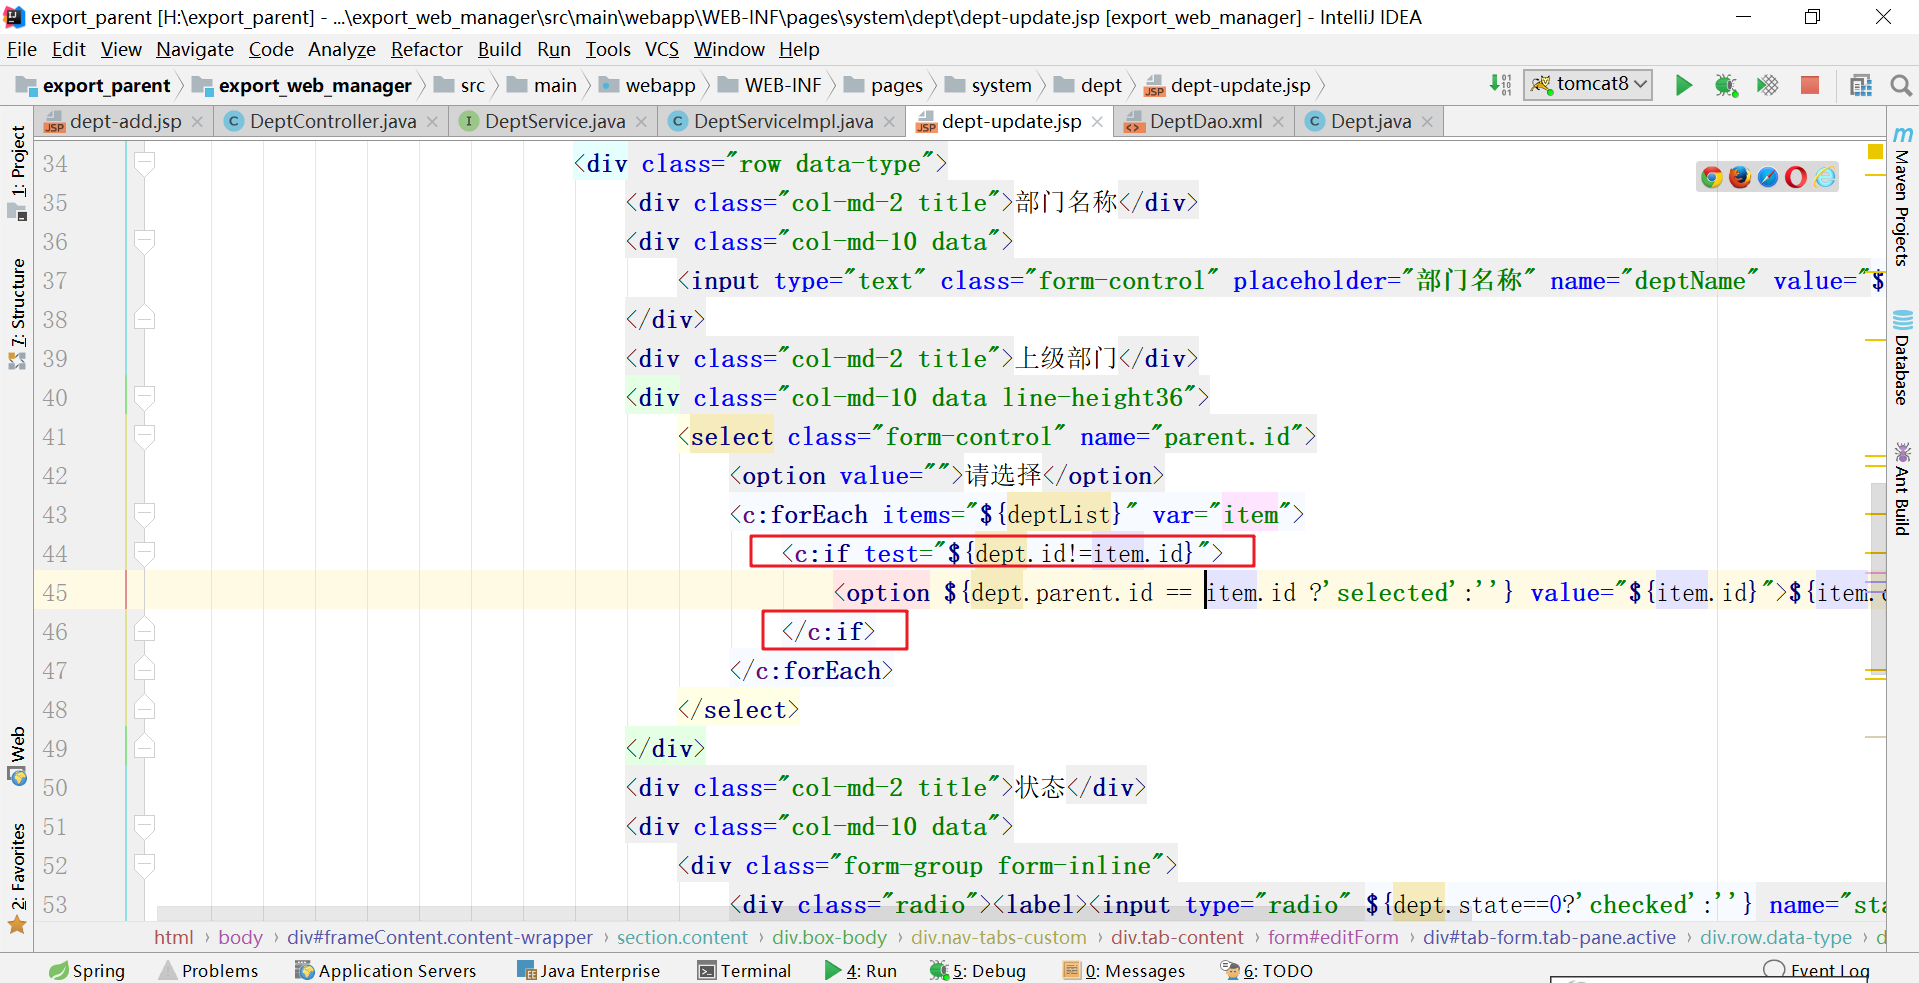 export_parent [H:\export_parent] - ...\export_web_manager\src\main\webapp\WEB-INF\pages\system\dept\dept-update.jsp [export_web_manager] - IntelliJ IDEA
File Edit View Navigate Code Analyze Refactor Build Run Tools VCS Window Help
export_parent export_web_manager src main webapp WEB-INF pages system dept dept-update.jsp tomcat8
dept-add.jsp DeptController.java DeptService.java DeptServiceImpl.java dept-update.jsp DeptDao.xml Dept.java
1: Project
7: Structure
Web
2: Favorites
34 <div class="row data-type">
35 <div class="col-md-2 title">部门名称</div>
36 <div class="col-md-10 data">
37 <input type="text" class="form-control" placeholder="部门名称" name="deptName" value="$
38 </div>
39 <div class="col-md-2 title">上级部门</div>
40 <div class="col-md-10 data line-height36">
41 <select class="form-control" name="parent.id">
42 <option value="">请选择</option>
43 <c:forEach items="${deptList}" var="item">
44 <c:if test="${dept.id!=item.id}">
45 <option ${dept.parent.id == item.id ?'selected':''} value="${item.id}">${item.
46 </c:if>
47 </c:forEach>
48 </select>
49 </div>
50 <div class="col-md-2 title">状态</div>
51 <div class="col-md-10 data">
52 <div class="form-group form-inline">
53 <div class="radio"><label><input type="radio" ${dept.state==0?'checked':''} name="sta
Maven Projects
Database
Ant Build
html › body › div#frameContent.content-wrapper › section.content › div.box-body › div.nav-tabs-custom › div.tab-content › form#editForm › div#tab-form.tab-pane.active › div.row.data-type › d
Spring Problems Application Servers Java Enterprise Terminal 4: Run 5: Debug 0: Messages 6: TODO Event Log